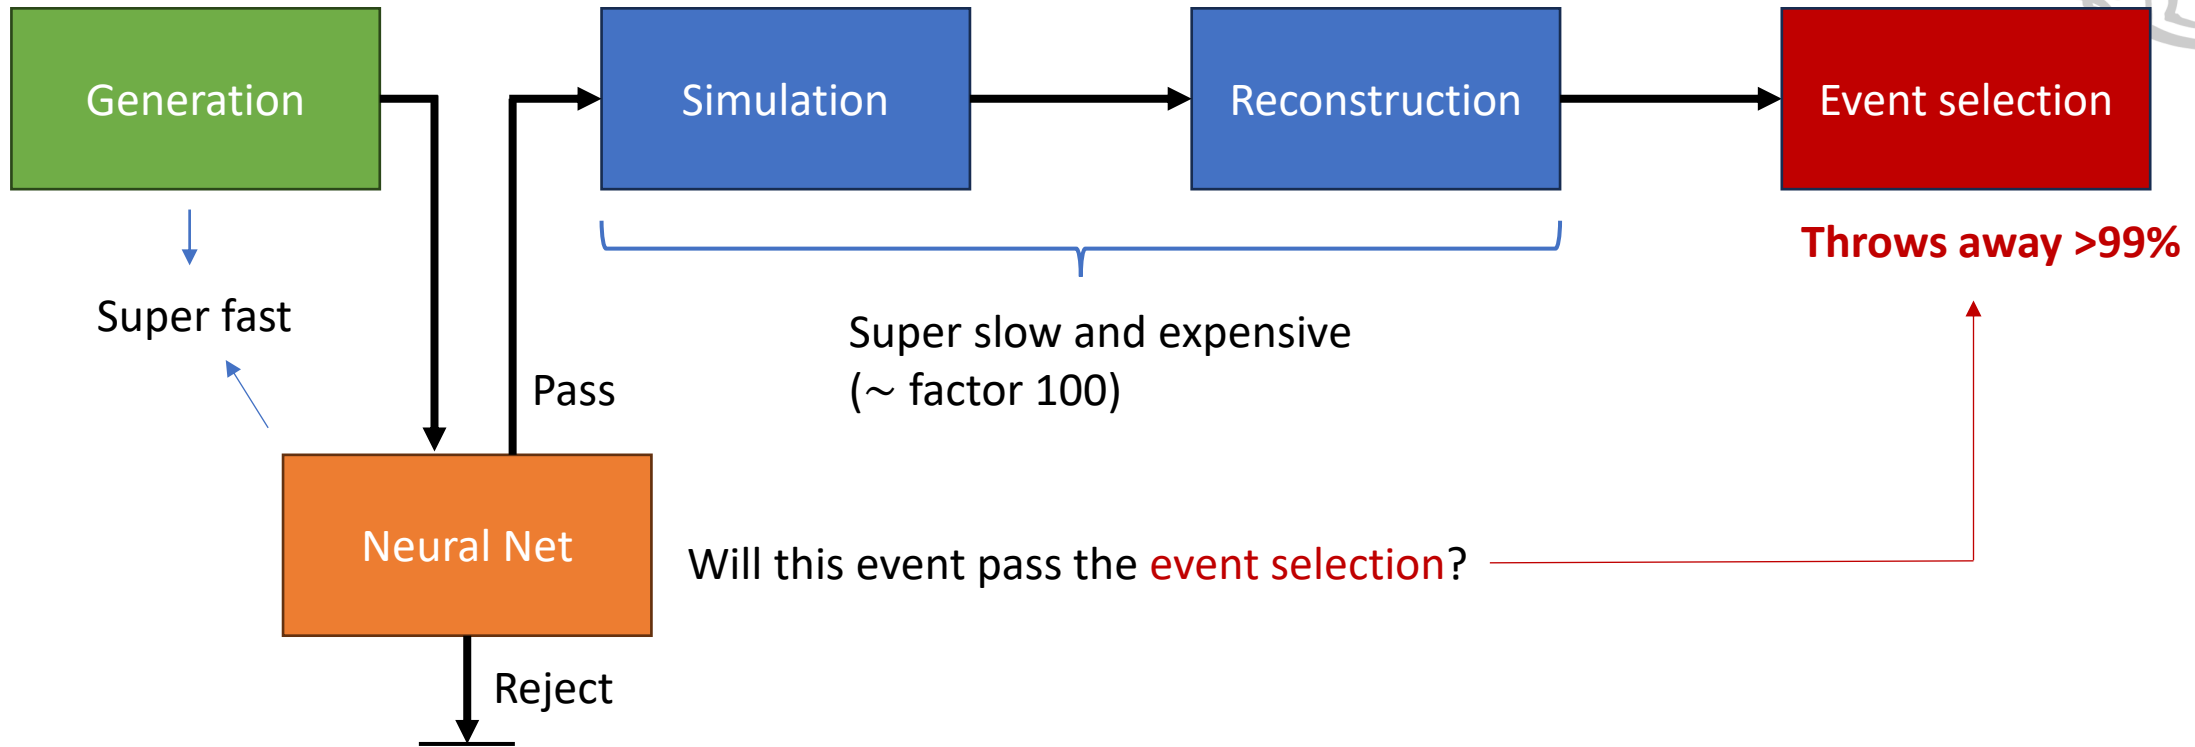 Generation
Simulation
Reconstruction
Event selection
Throws away >99%
Super fast
Super slow and expensive
(~ factor 100)
Pass
Neural Net
Will this event pass the event selection?
Reject